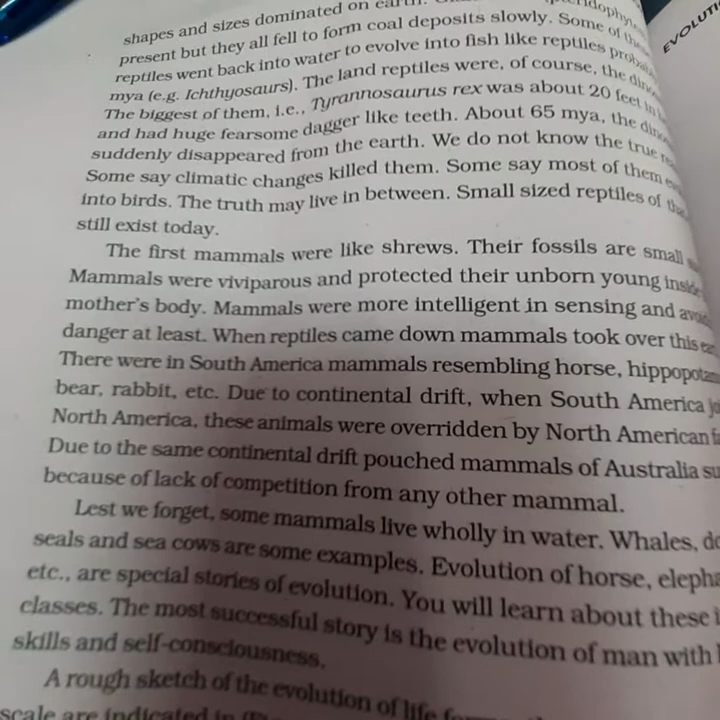 EVOLUTI
shapes and sizes dominated on earth.
present but they all fell to form coal deposits slowly. Some of these
reptiles went back into water to evolve into fish like reptiles proba
mya (e.g. Ichthyosaurs). The land reptiles were, of course, the dino
The biggest of them, i.e., Tyrannosaurus rex was about 20 feet in
and had huge fearsome dagger like teeth. About 65 mya, the dino
suddenly disappeared from the earth. We do not know the true
Some say climatic changes killed them. Some say most of them
into birds. The truth may live in between. Small sized reptiles of
still exist today.
The first mammals were like shrews. Their fossils are small
Mammals were viviparous and protected their unborn young inside
mother's body. Mammals were more intelligent in sensing and avoid
danger at least. When reptiles came down mammals took over this ear
There were in South America mammals resembling horse, hippopotam
bear, rabbit, etc. Due to continental drift, when South America jo
North America, these animals were overridden by North American fa
Due to the same continental drift pouched mammals of Australia su
because of lack of competition from any other mammal.
Lest we forget, some mammals live wholly in water. Whales, do
seals and sea cows are some examples. Evolution of horse, elepha
etc., are special stories of evolution. You will learn about these i
classes. The most successful story is the evolution of man with l
skills and self-consciousness.
A rough sketch of the evolution of life
scale are indicated in